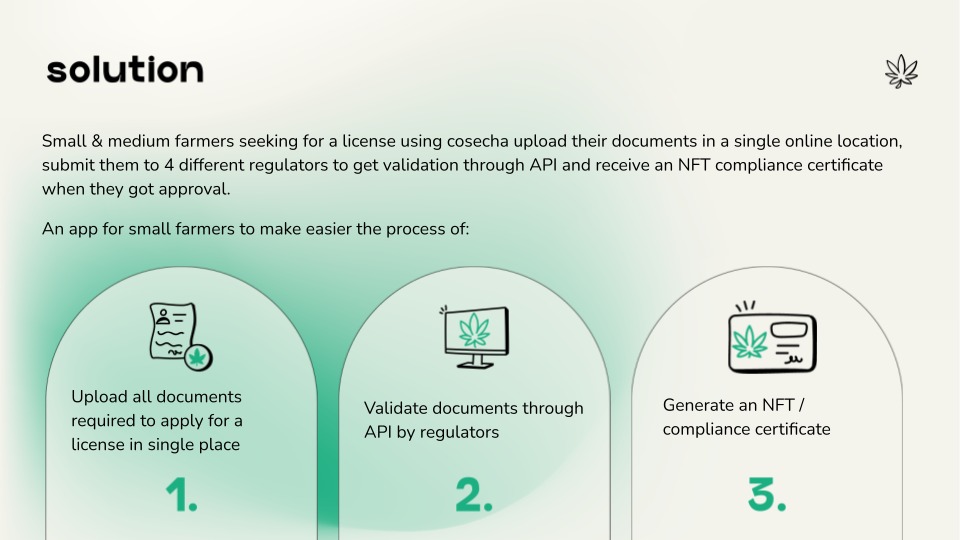 solution
Small & medium farmers seeking for a license using cosecha upload their documents in a single online location,
submit them to 4 different regulators to get validation through API and receive an NFT compliance certificate
when they got approval.
An app for small farmers to make easier the process of:
Upload all documents
required to apply for a
license in single place
1.
Validate documents through
API by regulators
2.
Generate an NFT /
compliance certificate
3.